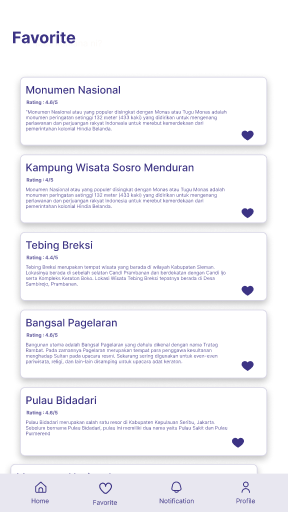 Favorite
Monumen Nasional
Rating : 4.6/5
"Monumen Nasional atau yang populer disingkat dengan Monas atau Tugu Monas adalah
monumen peringatan setinggi 132 meter (433 kaki) yang didirikan untuk mengenang
perlawanan dan perjuangan rakyat Indonesia untuk merebut kemerdekaan dari
pemerintahan kolonial Hindia Belanda.
Kampung Wisata Sosro Menduran
Rating : 4/5
Monumen Nasional atau yang populer disingkat dengan Monas atau Tugu Monas adalah
monumen peringatan setinggi 132 meter (433 kaki) yang didirikan untuk mengenang
perlawanan dan perjuangan rakyat Indonesia untuk merebut kemerdekaan dari
pemerintahan kolonial Hindia Belanda.
Tebing Breksi
Rating : 4.4/5
Tebing Breksi merupakan tempat wisata yang berada di wilayah Kabupaten Sleman.
Lokasinya berada di sebelah selatan Candi Prambanan dan berdekatan dengan Candi Ijo
serta Kompleks Keraton Boko. Lokasi Wisata Tebing Breksi tepatnya berada di Desa
Sambirejo, Prambanan.
Bangsal Pagelaran
Rating : 4.6/5
Bangunan utama adalah Bangsal Pagelaran yang dahulu dikenal dengan nama Tratag
Rambat. Pada zamannya Pagelaran merupakan tempat para penggawa kesultanan
menghadap Sultan pada upacara resmi. Sekarang sering digunakan untuk even-even
pariwisata, religi, dan lain-lain disamping untuk upacara adat keraton.
Pulau Bidadari
Rating : 4.6/5
Pulau Bidadari merupakan salah satu resor di Kabupaten Kepulauan Seribu, Jakarta
Sebelum bernama Pulau Bidadari, pulau ini memiliki dua nama yaitu Pulau Sakit dan Pulau
Purmerend.
Home
Favorite
Notification
Profile